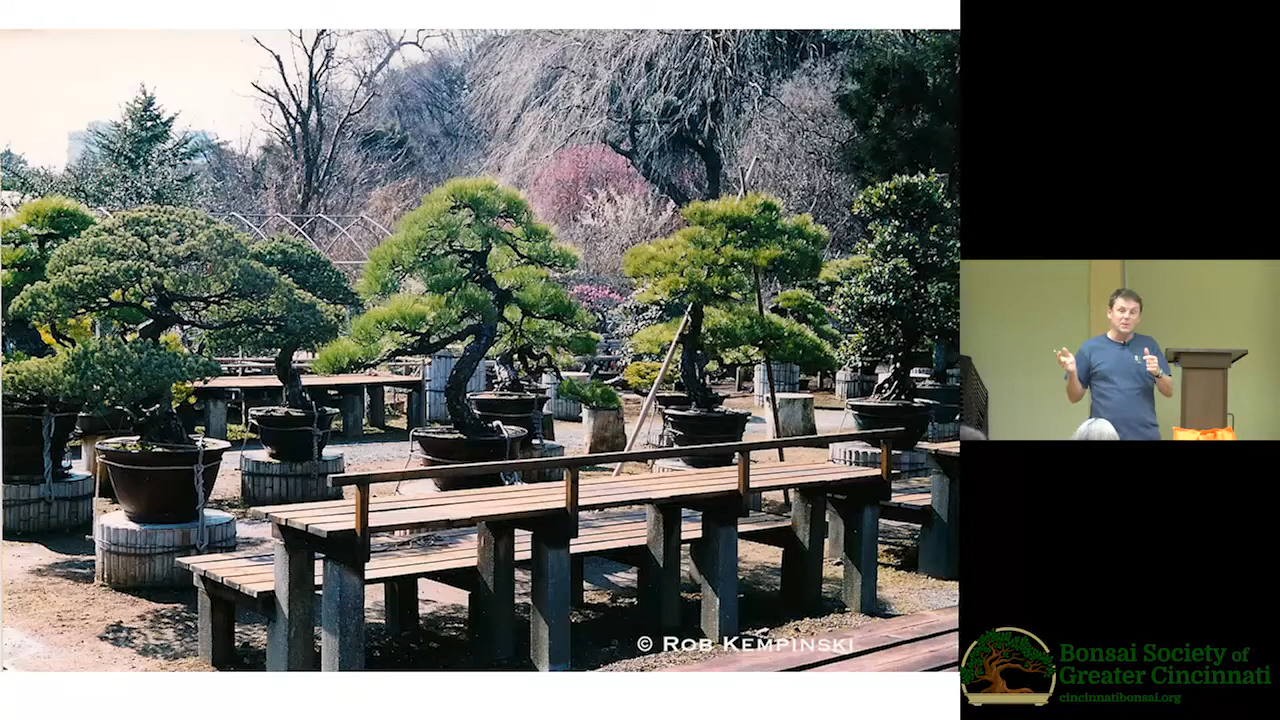 © Rob Kempinski
Bonsai Society of
Greater Cincinnati
cincinnatibonsai.org